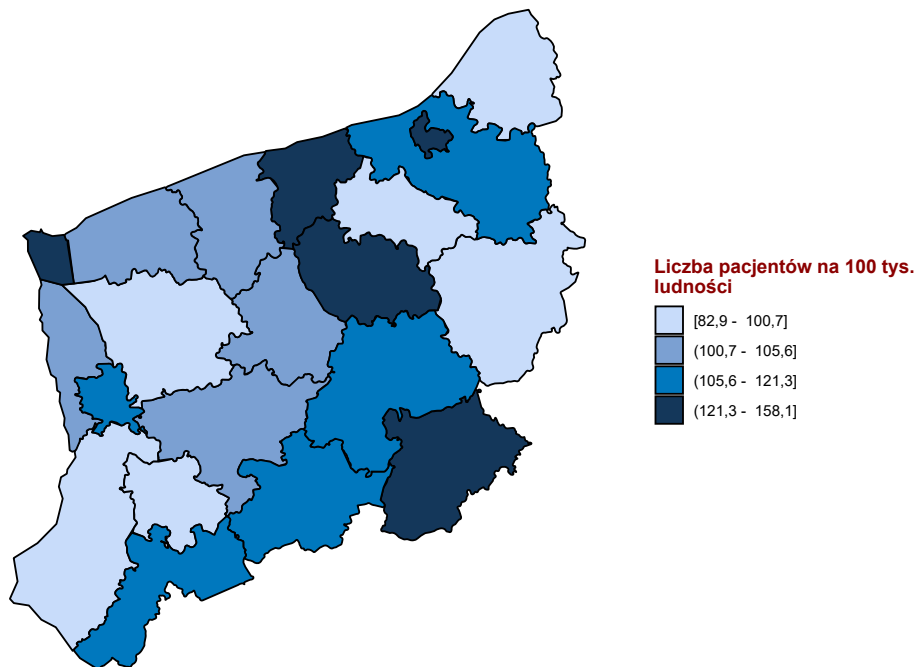 Liczba pacjentów na 100 tys.
ludności
[82,9 - 100,7]
(100,7 - 105,6]
(105,6 - 121,3]
(121,3 - 158,1]